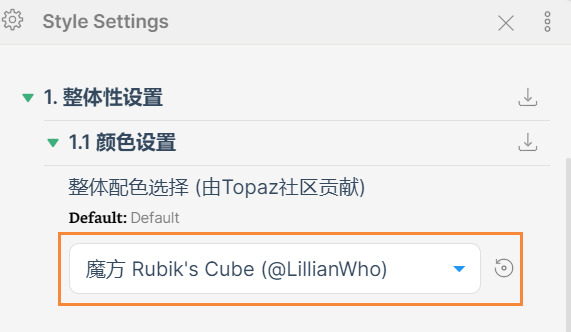 Style Settings
1. 整体性设置
1.1 颜色设置
整体配色选择 (由Topaz社区贡献)
Default: Default
魔方 Rubik's Cube (@LillianWho)